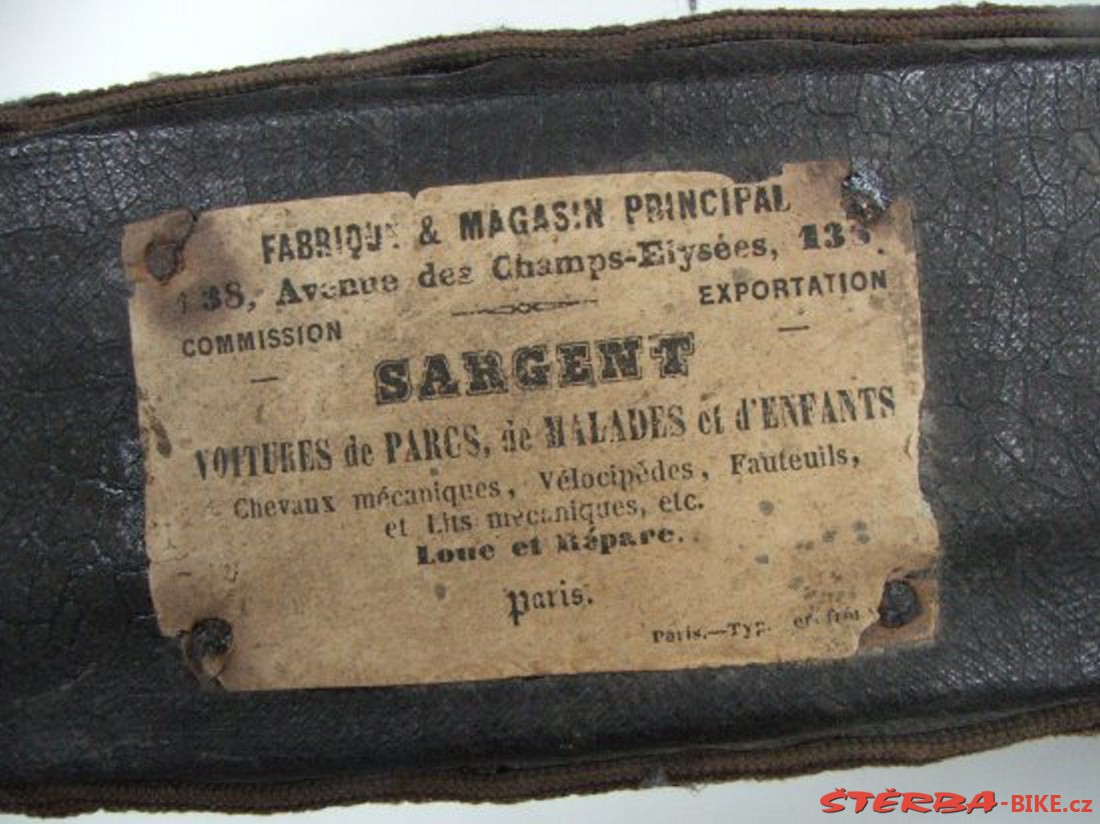 FABRIQUE & MAGASIN PRINCIPAL
138, Avenue des Champs-Elysées, 138.
COMMISSION
EXPORTATION
SARGENT
VOITURES de PARCS, de MALADES et d'ENFANTS
Chevaux mécaniques, Vélocipèdes, Fauteuils,
et Lits mécaniques, etc.
Loue et Répare.
Paris.
Paris.—Typ.
ŠTĚRBA-BIKE.cz